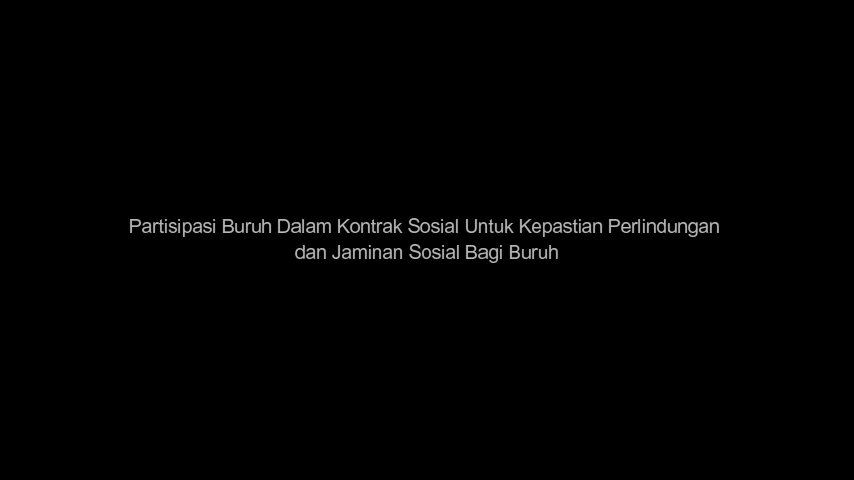 Partisipasi Buruh Dalam Kontrak Sosial Untuk Kepastian Perlindungan
dan Jaminan Sosial Bagi Buruh